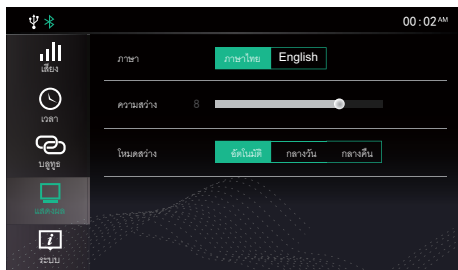 00 : 02 AM
เสียง
เวลา
บลูทูธ
แสดงผล
ระบบ
ภาษา ภาษาไทย English
ความสว่าง 8
โหมดสว่าง อัตโนมัติ กลางวัน กลางคืน